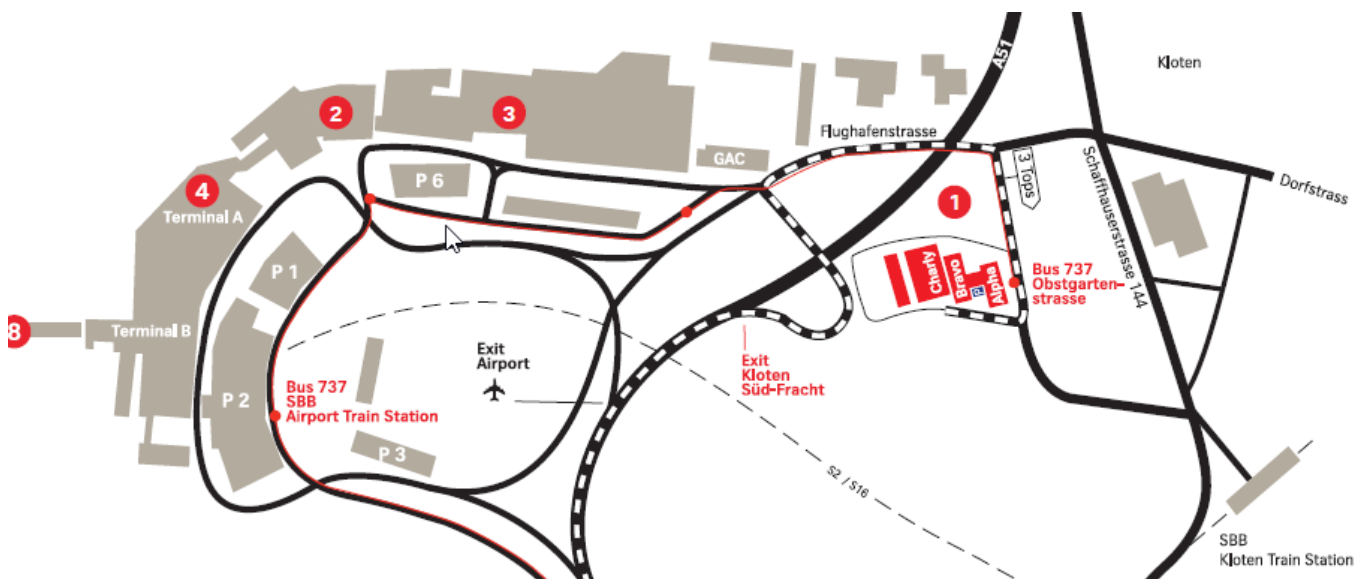 A51
Kloten
2
3
Flughafenstrasse
GAC
3 Tops
P 6
4
Terminal A
1
Schaffhauserstrasse 144
Dorfstrass
P 1
Charly
Bravo
P
Alpha
Bus 737
Obstgarten-
strasse
8
Terminal B
Exit
Airport
Exit
Kloten
Süd-Fracht
Bus 737
SBB
Airport Train Station
P 2
P 3
S2 / S16
SBB
Kloten Train Station